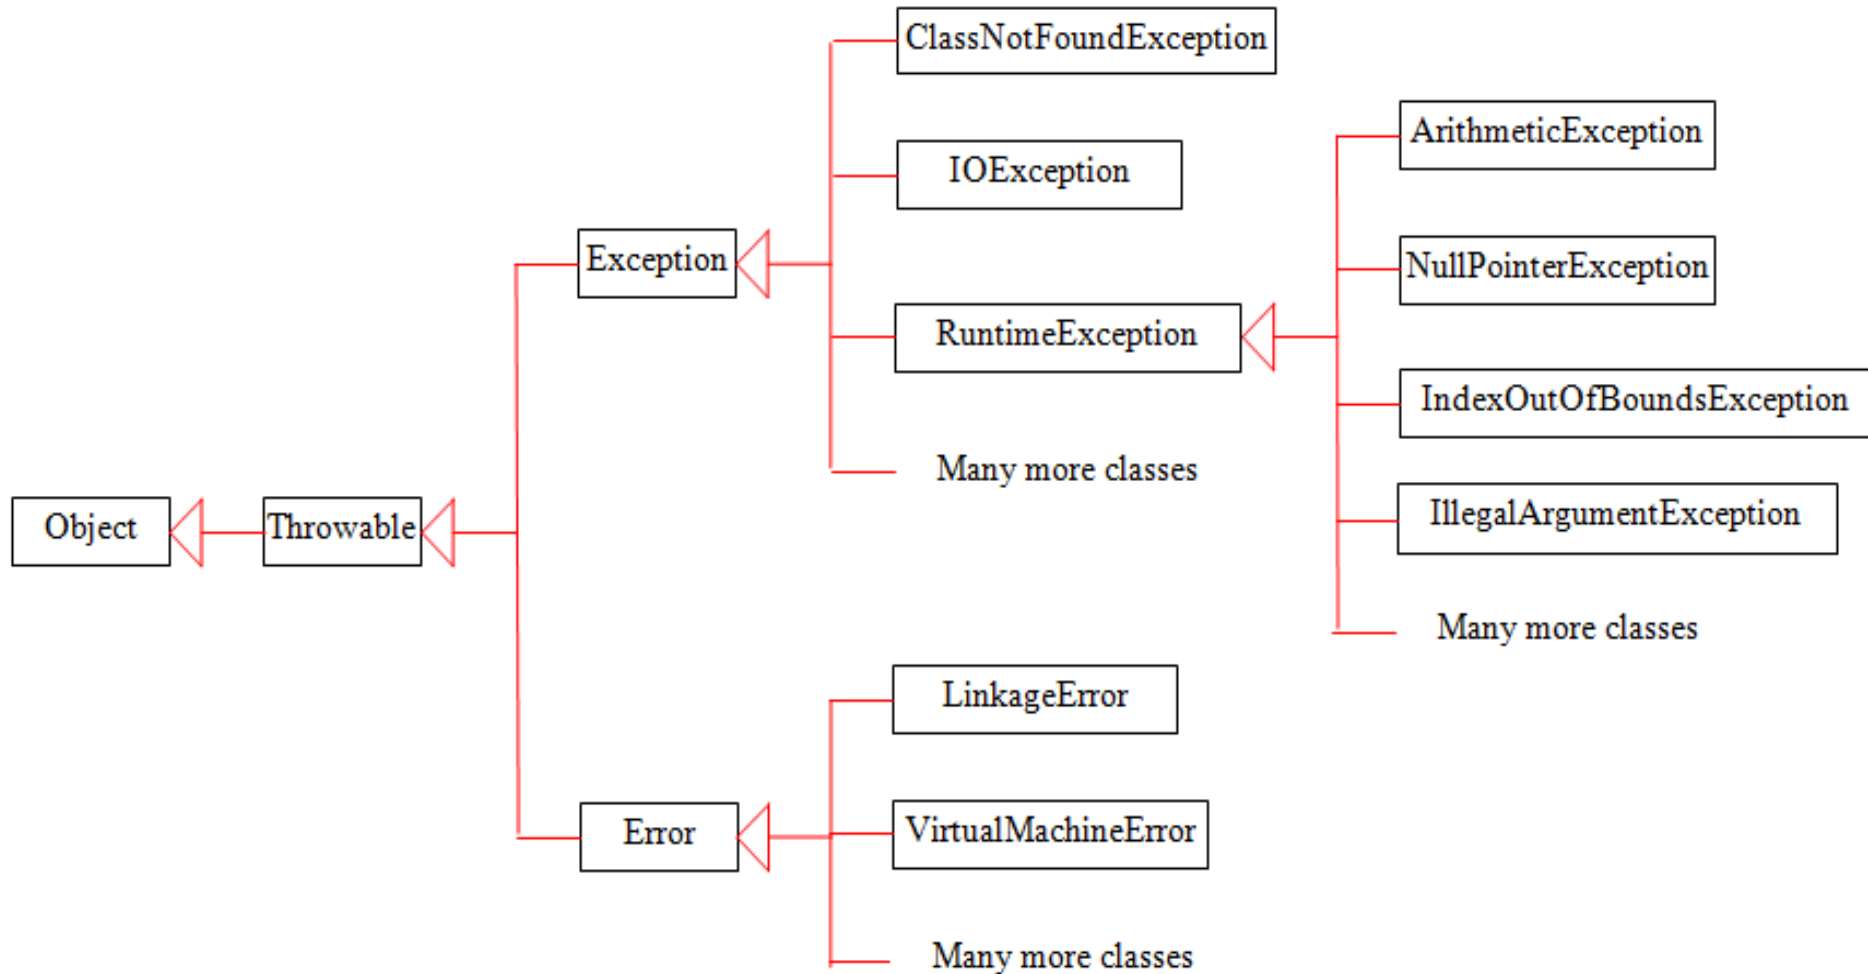 ClassNotFoundException
ArithmeticException
IOException
NullPointerException
Exception
RuntimeException
IndexOutOfBoundsException
Many more classes
IllegalArgumentException
Object
Throwable
Many more classes
LinkageError
VirtualMachineError
Error
Many more classes